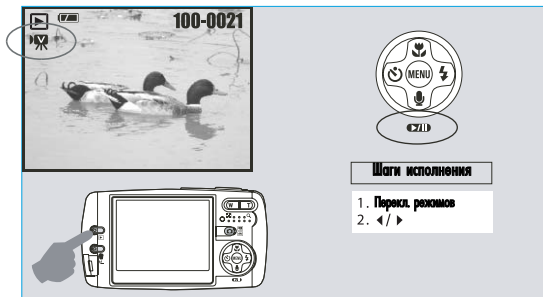 100-0021
MENU
Шаги исполнения
1. Перекл. режимов
2. ◄/ ►
W T
MENU